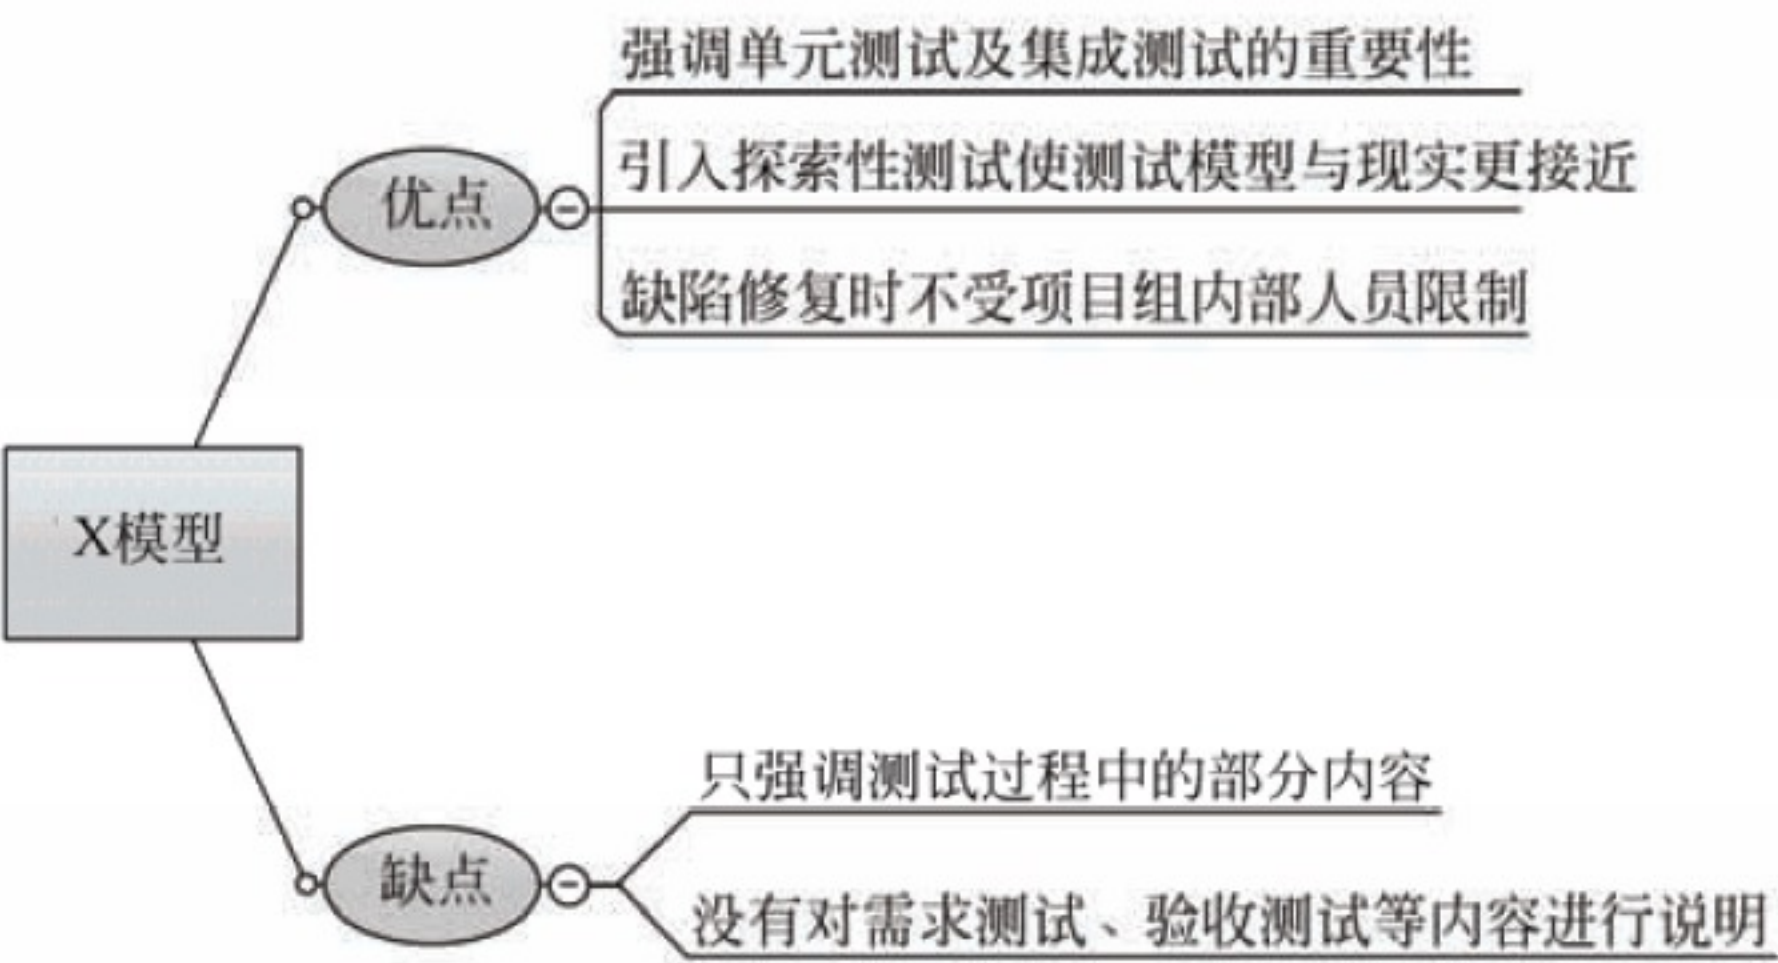 强调单元测试及集成测试的重要性
引入探索性测试使测试模型与现实更接近
优点
缺陷修复时不受项目组内部人员限制
X模型
只强调测试过程中的部分内容
缺点
没有对需求测试、验收测试等内容进行说明